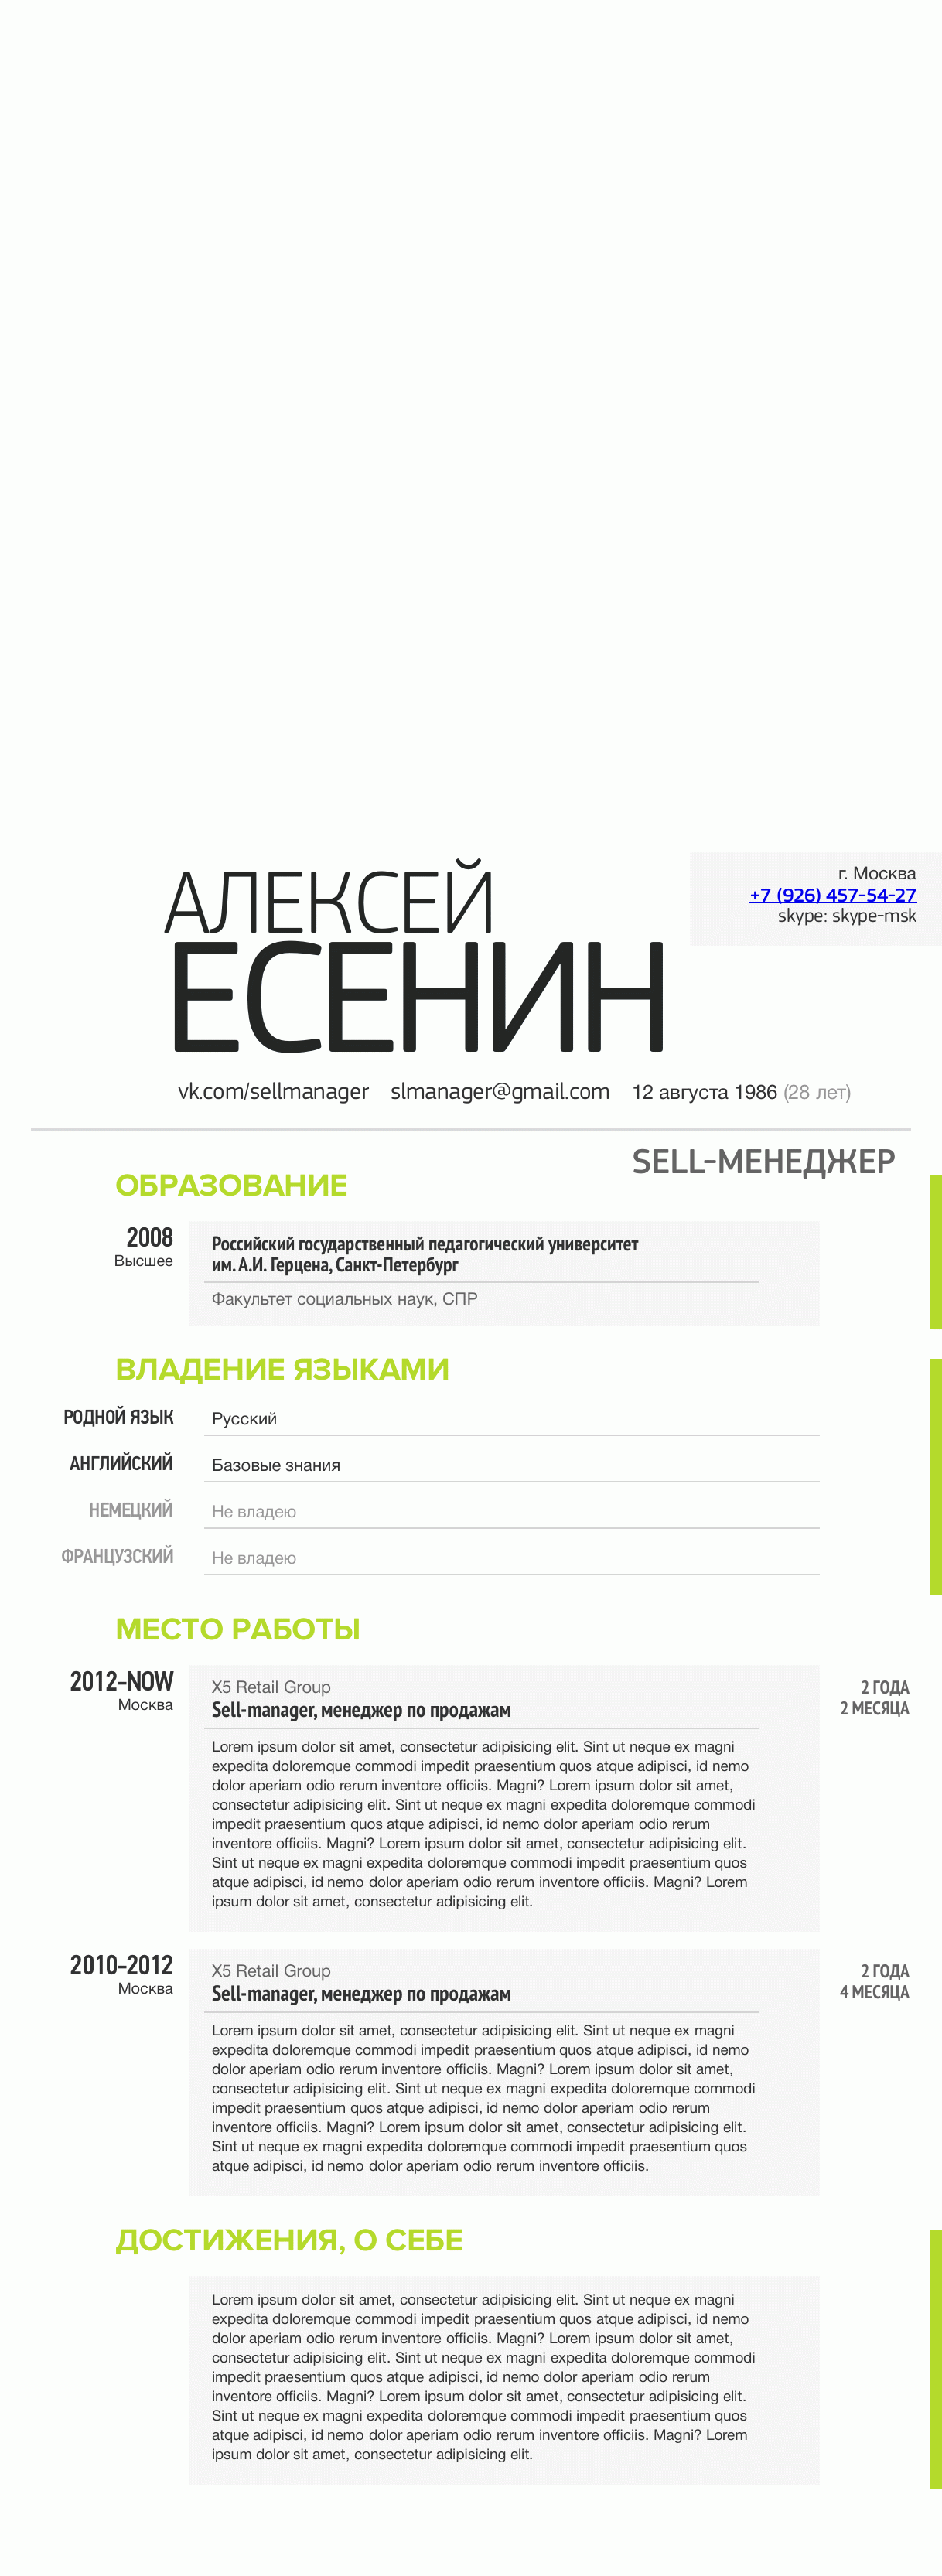 АЛЕКСЕЙ
ЕСЕНИН
г. Москва
+7 (926) 457-54-27
skype: skype-msk
vk.com/sellmanager slmanager@gmail.com 12 августа 1986 (28 лет)
SELL-МЕНЕДЖЕР
ОБРАЗОВАНИЕ
2008
Высшее
Российский государственный педагогический университет
им. А.И. Герцена, Санкт-Петербург
Факультет социальных наук, СПР
ВЛАДЕНИЕ ЯЗЫКАМИ
РОДНОЙ ЯЗЫК Русский
АНГЛИЙСКИЙ Базовые знания
НЕМЕЦКИЙ Не владею
ФРАНЦУЗСКИЙ Не владею
МЕСТО РАБОТЫ
2012-NOW
Москва
X5 Retail Group
Sell-manager, менеджер по продажам
2 ГОДА
2 МЕСЯЦА
Lorem ipsum dolor sit amet, consectetur adipisicing elit. Sint ut neque ex magni
expedita doloremque commodi impedit praesentium quos atque adipisci, id nemo
dolor aperiam odio rerum inventore officiis. Magni? Lorem ipsum dolor sit amet,
consectetur adipisicing elit. Sint ut neque ex magni expedita doloremque commodi
impedit praesentium quos atque adipisci, id nemo dolor aperiam odio rerum
inventore officiis. Magni? Lorem ipsum dolor sit amet, consectetur adipisicing elit.
Sint ut neque ex magni expedita doloremque commodi impedit praesentium quos
atque adipisci, id nemo dolor aperiam odio rerum inventore officiis. Magni? Lorem
ipsum dolor sit amet, consectetur adipisicing elit.
2010-2012
Москва
X5 Retail Group
Sell-manager, менеджер по продажам
2 ГОДА
4 МЕСЯЦА
Lorem ipsum dolor sit amet, consectetur adipisicing elit. Sint ut neque ex magni
expedita doloremque commodi impedit praesentium quos atque adipisci, id nemo
dolor aperiam odio rerum inventore officiis. Magni? Lorem ipsum dolor sit amet,
consectetur adipisicing elit. Sint ut neque ex magni expedita doloremque commodi
impedit praesentium quos atque adipisci, id nemo dolor aperiam odio rerum
inventore officiis. Magni? Lorem ipsum dolor sit amet, consectetur adipisicing elit.
Sint ut neque ex magni expedita doloremque commodi impedit praesentium quos
atque adipisci, id nemo dolor aperiam odio rerum inventore officiis.
ДОСТИЖЕНИЯ, О СЕБЕ
Lorem ipsum dolor sit amet, consectetur adipisicing elit. Sint ut neque ex magni
expedita doloremque commodi impedit praesentium quos atque adipisci, id nemo
dolor aperiam odio rerum inventore officiis. Magni? Lorem ipsum dolor sit amet,
consectetur adipisicing elit. Sint ut neque ex magni expedita doloremque commodi
impedit praesentium quos atque adipisci, id nemo dolor aperiam odio rerum
inventore officiis. Magni? Lorem ipsum dolor sit amet, consectetur adipisicing elit.
Sint ut neque ex magni expedita doloremque commodi impedit praesentium quos
atque adipisci, id nemo dolor aperiam odio rerum inventore officiis. Magni? Lorem
ipsum dolor sit amet, consectetur adipisicing elit.